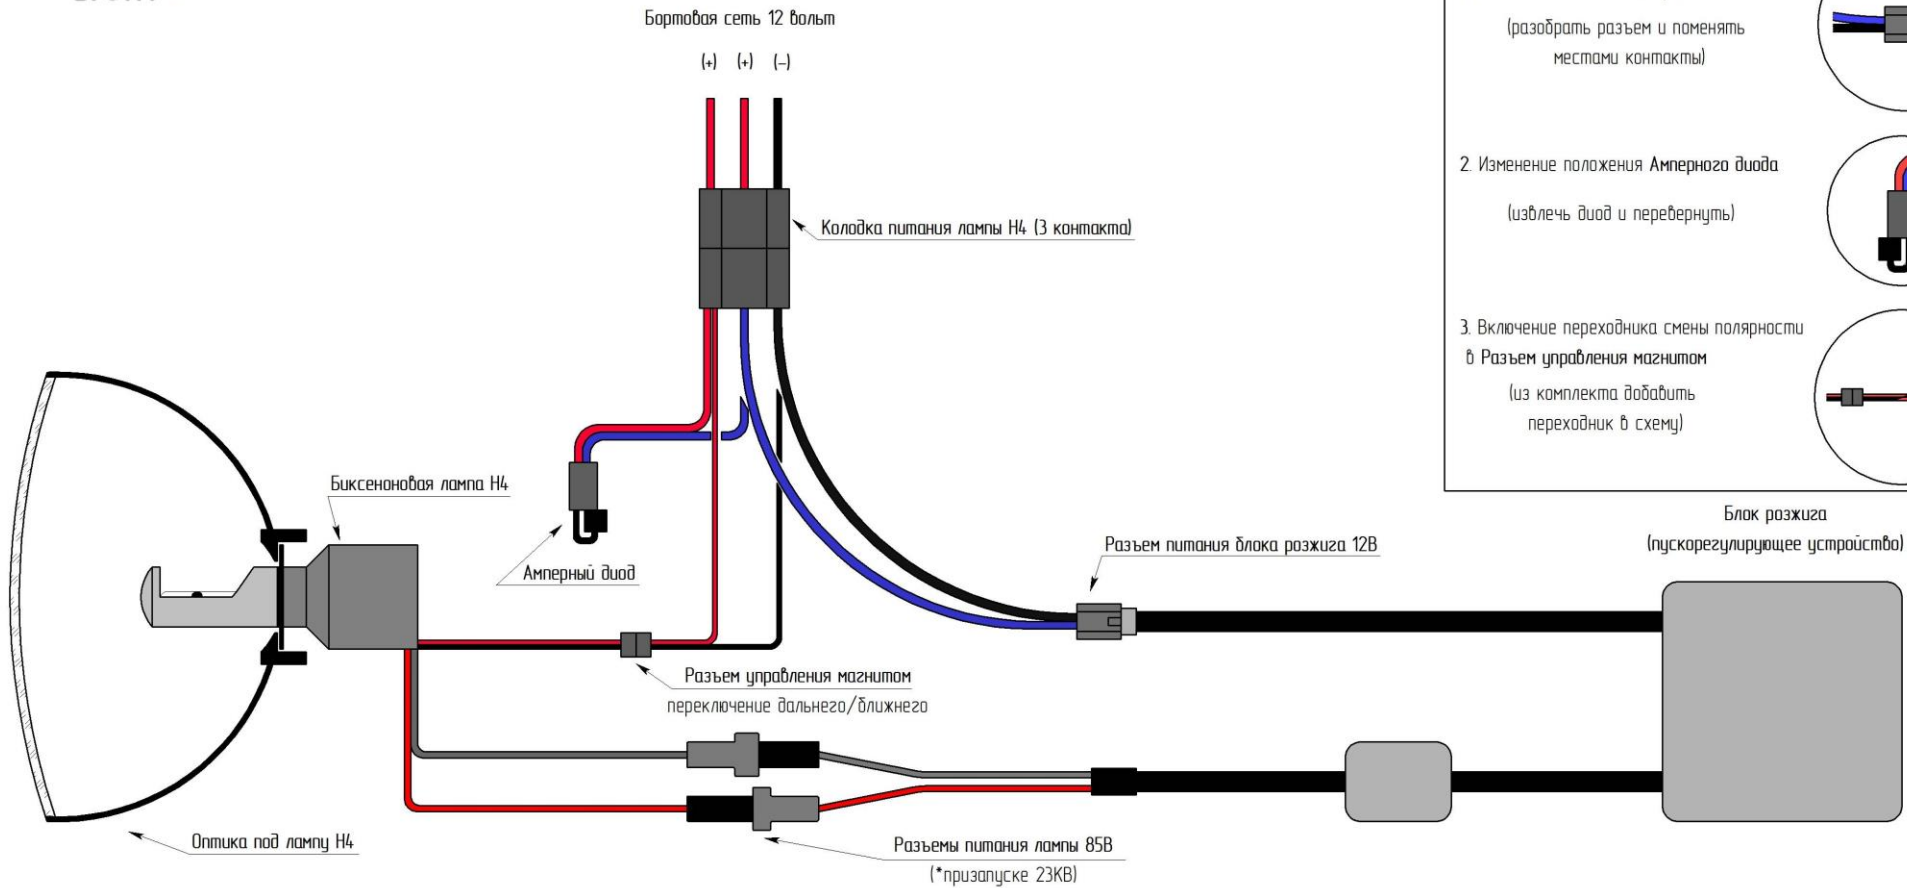 Бортовая сеть 12 вольт
(+) (+) (-)
Колодка питания лампы Н4 (3 контакта)
(разобрать разъем и поменять
местами контакты)
2. Изменение положения Амперного диода
(извлечь диод и перевернуть)
3. Включение переходника смены полярности
в Разъем управления магнитом
(из комплекта добавить
переходник в схему)
Биксеноновая лампа Н4
Амперный диод
Разъем питания блока розжига 12В
Блок розжига
(пускорегулирующее устройство)
Разъем управления магнитом
переключение дальнего/ближнего
Оптика под лампу Н4
Разъемы питания лампы 85В
(*призапуске 23КВ)